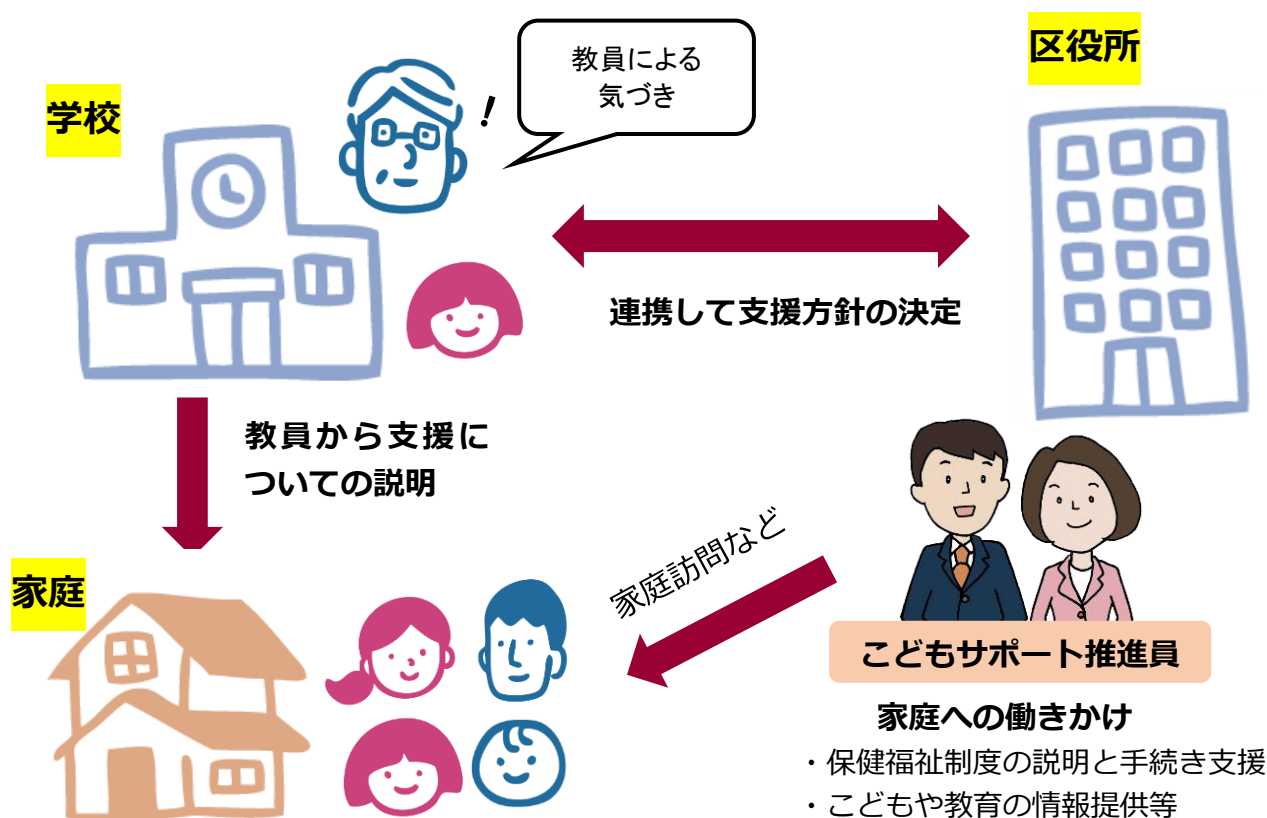 学校
！
教員による
気づき
区役所
連携して支援方針の決定
教員から支援に
ついての説明
家庭
家庭訪問など
こどもサポート推進員
家庭への働きかけ
・保健福祉制度の説明と手続き支援
・こどもや教育の情報提供等